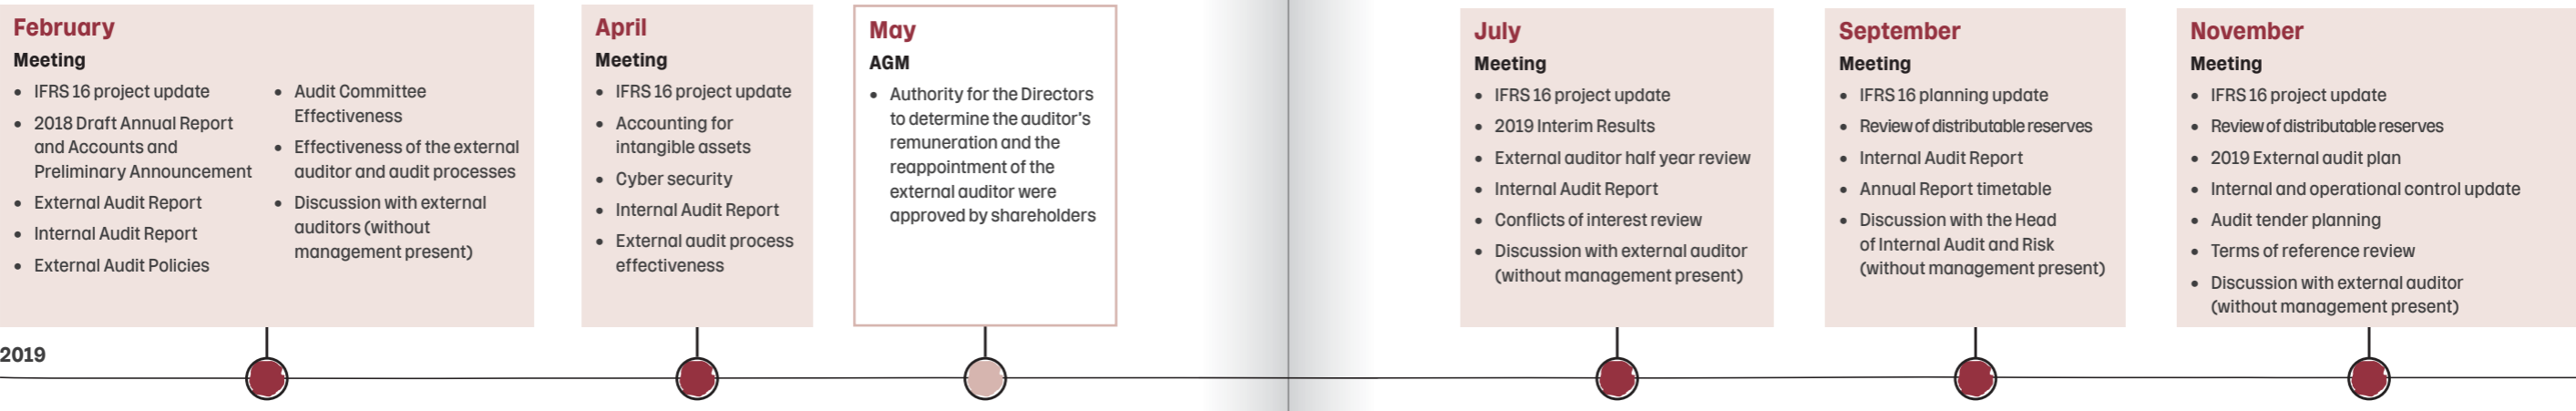 February
Meeting
• IFRS 16 project update
• 2018 Draft Annual Report
and Accounts and
Preliminary Announcement
• External Audit Report
• Internal Audit Report
• External Audit Policies
• Audit Committee
Effectiveness
• Effectiveness of the external
auditor and audit processes
• Discussion with external
auditors (without
management present)
April
Meeting
• IFRS 16 project update
• Accounting for
intangible assets
• Cyber security
• Internal Audit Report
• External audit process
effectiveness
May
AGM
• Authority for the Directors
to determine the auditor's
remuneration and the
reappointment of the
external auditor were
approved by shareholders
July
Meeting
• IFRS 16 project update
• 2019 Interim Results
• External auditor half year review
• Internal Audit Report
• Conflicts of interest review
• Discussion with external auditor
(without management present)
September
Meeting
• IFRS 16 planning update
• Review of distributable reserves
• Internal Audit Report
• Annual Report timetable
• Discussion with the Head
of Internal Audit and Risk
(without management present)
November
Meeting
• IFRS 16 project update
• Review of distributable reserves
• 2019 External audit plan
• Internal and operational control update
• Audit tender planning
• Terms of reference review
• Discussion with external auditor
(without management present)
2019